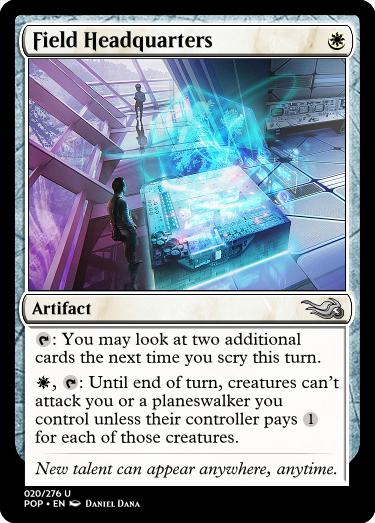 Field Headquarters
Artifact
: You may look at two additional
cards the next time you scry this turn.
, : Until end of turn, creatures can't
attack you or a planeswalker you
control unless their controller pays 1
for each of those creatures.
New talent can appear anywhere, anytime.
020/276 U
POP • EN Daniel Dana